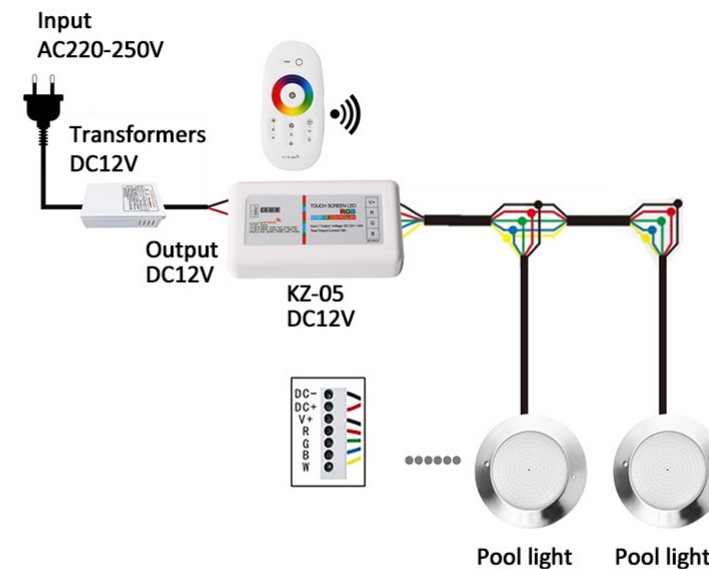 Input
AC220-250V
Transformers
DC12V
Output
DC12V
TOUCH SCREEN LED
RGB
V+
R
G
B
KZ-05
DC12V
DC-
DC+
V+
R
G
B
W
Pool light
Pool light